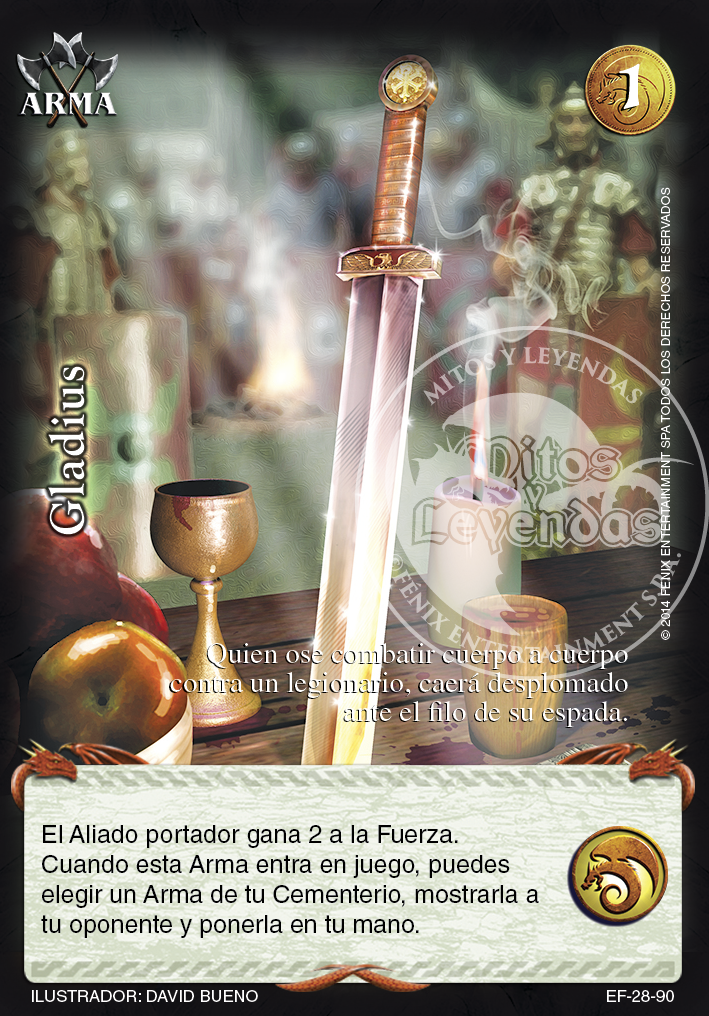 ARMA
1
Gladius
© 2014 FENIX ENTERTAINMENT SPA TODOS LOS DERECHOS RESERVADOS
MITOS Y LEYENDAS
Mitos
y
Leyendas
© FENIX ENTERTAINMENT S.P.A.
Quien ose combatir cuerpo a cuerpo
contra un legionario, caerá desplomado
ante el filo de su espada.
El Aliado portador gana 2 a la Fuerza.
Cuando esta Arma entra en juego, puedes
elegir un Arma de tu Cementerio, mostrarla a
tu oponente y ponerla en tu mano.
ILUSTRADOR: DAVID BUENO
EF-28-90